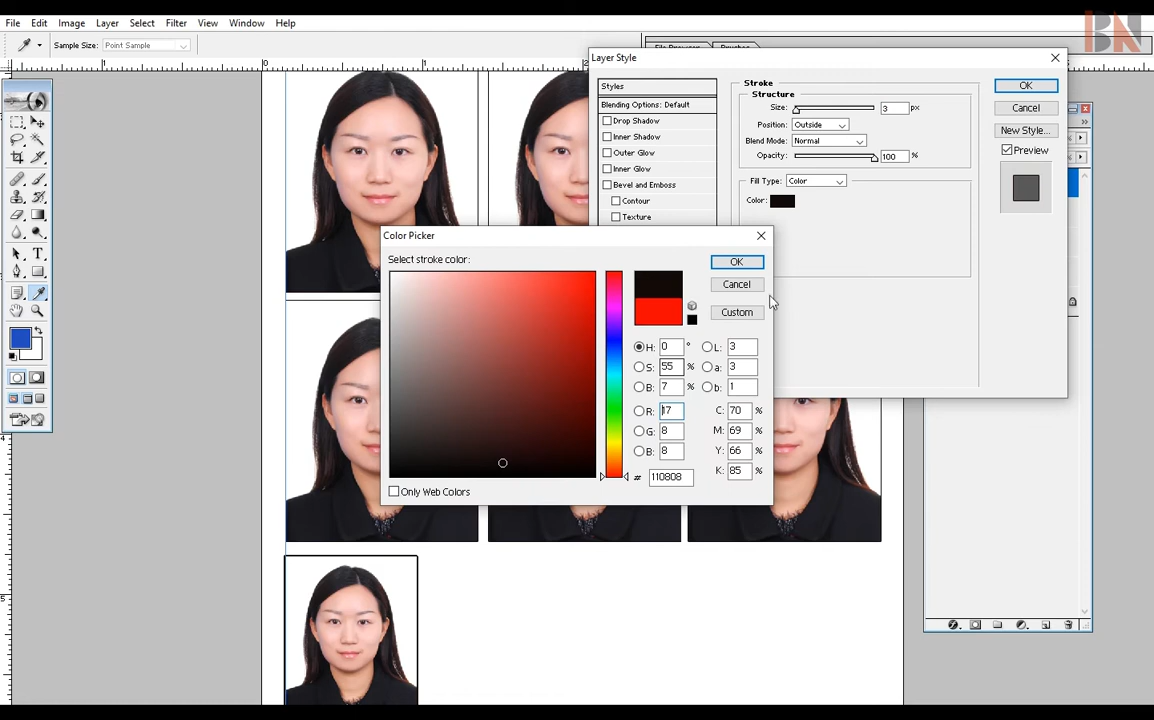 BN
File Edit Image Layer Select Filter View Window Help
Sample Size: Point Sample
Layer Style
Styles
Blending Options: Default
Drop Shadow
Inner Shadow
Outer Glow
Inner Glow
Bevel and Emboss
Contour
Texture
Stroke
Structure
Size: 3 px
Position: Outside
Blend Mode: Normal
Opacity: 100 %
Fill Type: Color
Color:
OK
Cancel
New Style...
Preview
Color Picker
Select stroke color:
OK
Cancel
Custom
H: 0 °
S: 55 %
B: 7 %
R: 17
G: 8
B: 8
# 110808
L: 3
a: 3
b: 1
C: 70 %
M: 69 %
Y: 66 %
K: 85 %
Only Web Colors